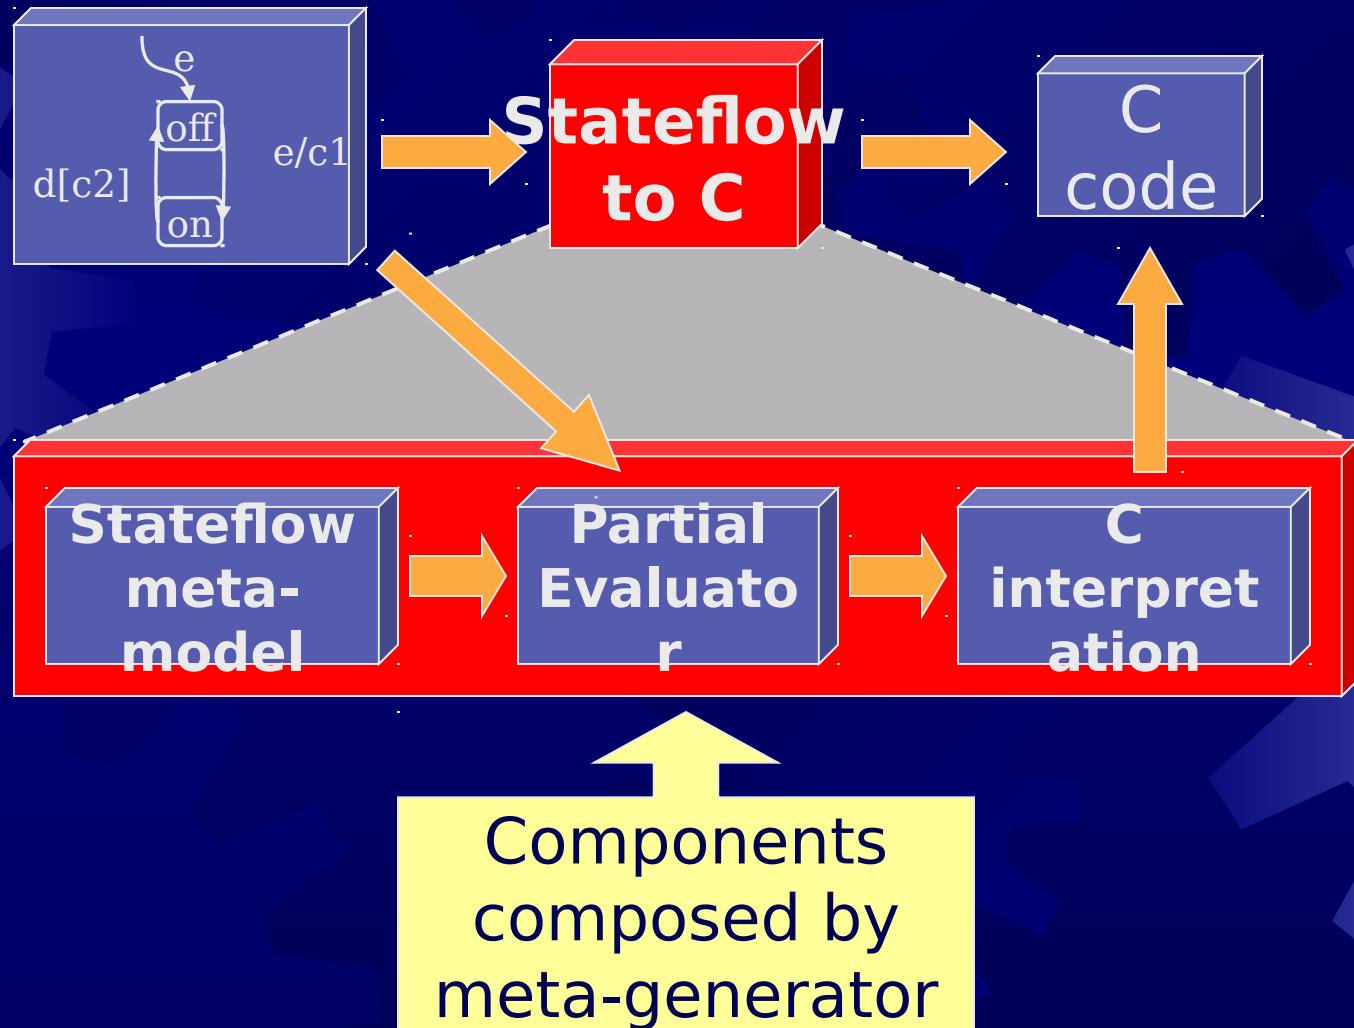 e
off
e/c1
d[c2]
on
Stateflow
to C
C
code
Stateflow
meta-
model
Partial
Evaluato
r
C
interpret
ation
Components
composed by
meta-generator